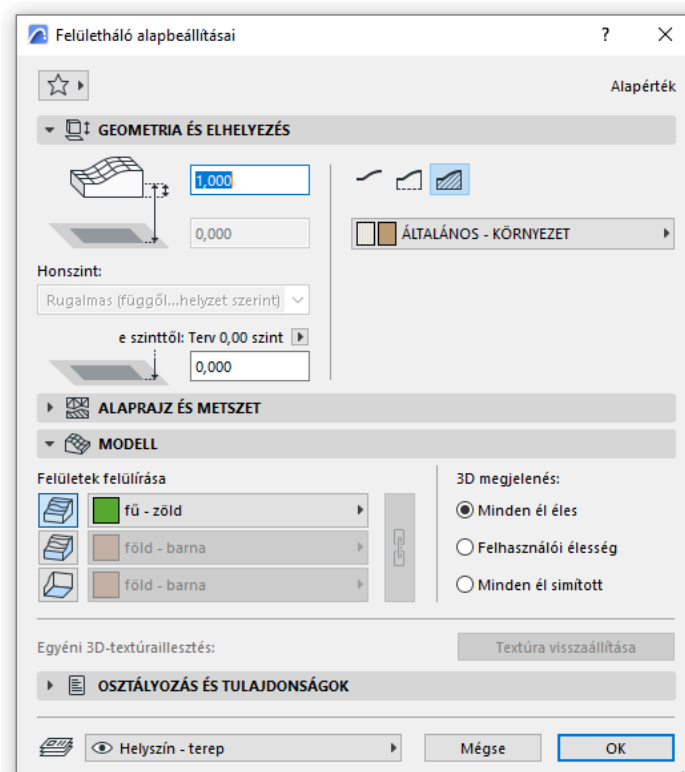 Felületháló alapbeállításai
Alapérték
GEOMETRIA ÉS ELHELYEZÉS
1,000
0,000
ÁLTALÁNOS - KÖRNYEZET
Honszint:
Rugalmas (függől...helyzet szerint)
e szinttől: Terv 0,00 szint
0,000
ALAPRAJZ ÉS METSZET
MODELL
Felületek felülírása
fű - zöld
föld - barna
föld - barna
3D megjelenés:
Minden él éles
Felhasználói élesség
Minden él simított
Egyéni 3D-textúraillesztés:
Textúra visszaállítása
OSZTÁLYOZÁS ÉS TULAJDONSÁGOK
Helyszín - terep
Mégse
OK